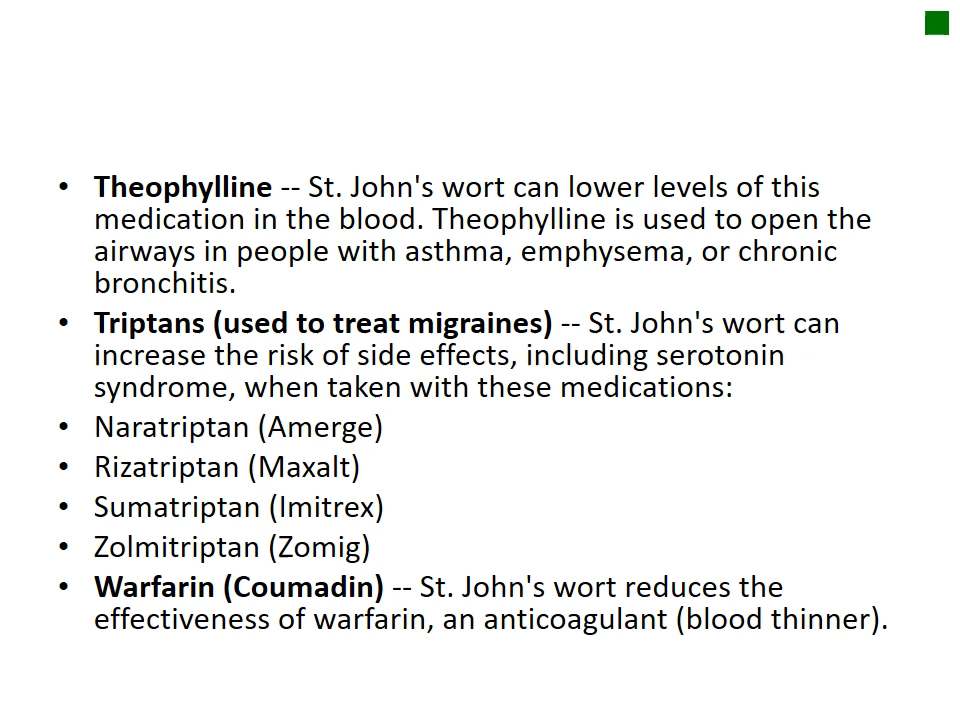 • Theophylline -- St. John's wort can lower levels of this
medication in the blood. Theophylline is used to open the
airways in people with asthma, emphysema, or chronic
bronchitis.
• Triptans (used to treat migraines) -- St. John's wort can
increase the risk of side effects, including serotonin
syndrome, when taken with these medications:
• Naratriptan (Amerge)
• Rizatriptan (Maxalt)
• Sumatriptan (Imitrex)
• Zolmitriptan (Zomig)
• Warfarin (Coumadin) -- St. John's wort reduces the
effectiveness of warfarin, an anticoagulant (blood thinner).